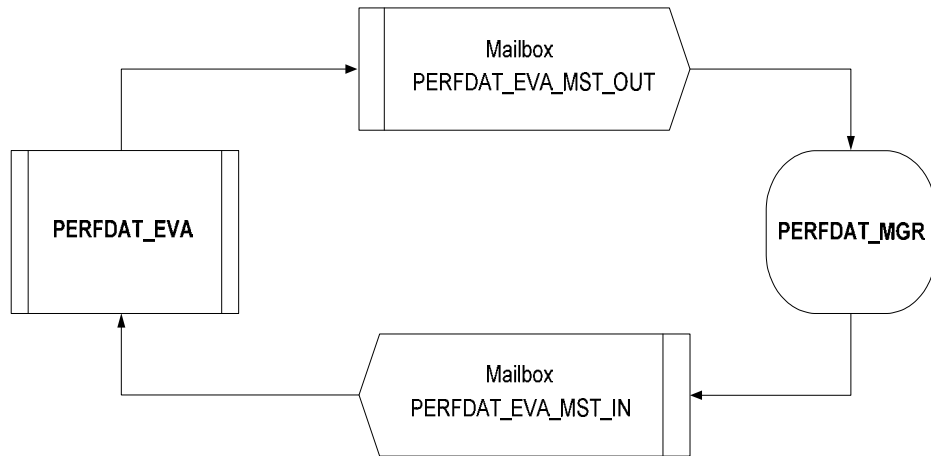 Mailbox
PERFDAT_EVA_MST_OUT
PERFDAT_EVA
PERFDAT_MGR
Mailbox
PERFDAT_EVA_MST_IN